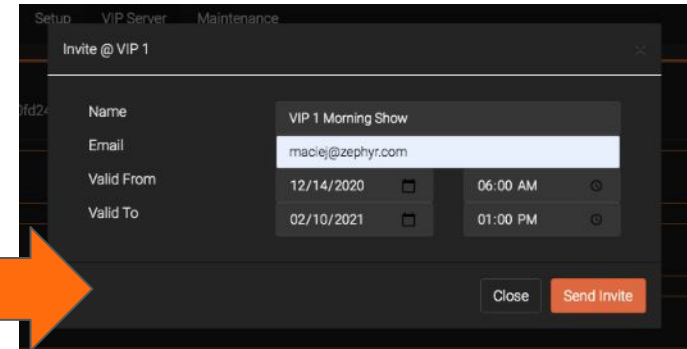 Setup VIP Server Maintenance
Invite @ VIP 1
Name VIP 1 Morning Show
Email maciej@zephyr.com
Valid From 12/14/2020 06:00 AM
Valid To 02/10/2021 01:00 PM
Close Send Invite